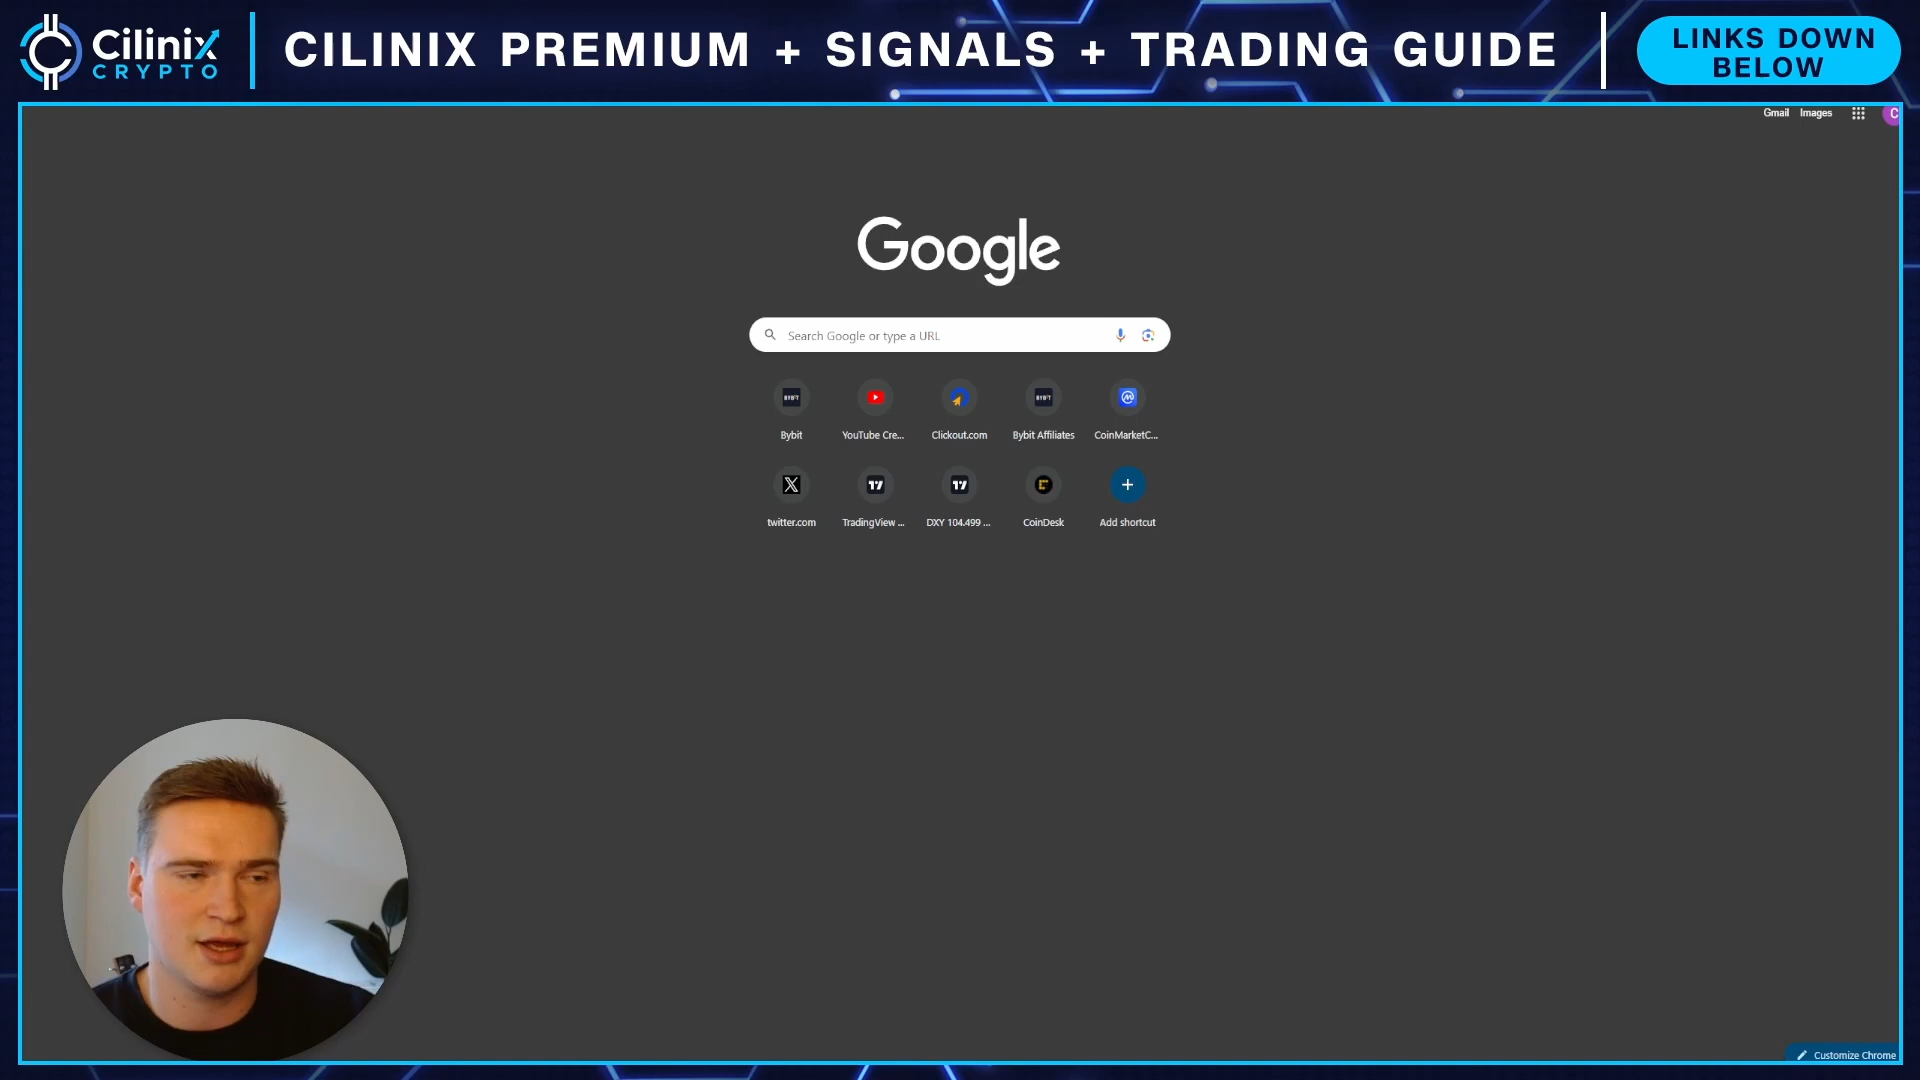 Cilinix
CRYPTO
CILINIX PREMIUM + SIGNALS + TRADING GUIDE
LINKS DOWN
BELOW
Gmail
Images
C
Google
Search Google or type a URL
Bybit
YouTube Cre...
Clickout.com
Bybit Affiliates
CoinMarketC...
twitter.com
TradingView ...
DXY 104.499 ...
CoinDesk
Add shortcut
Customize Chrome